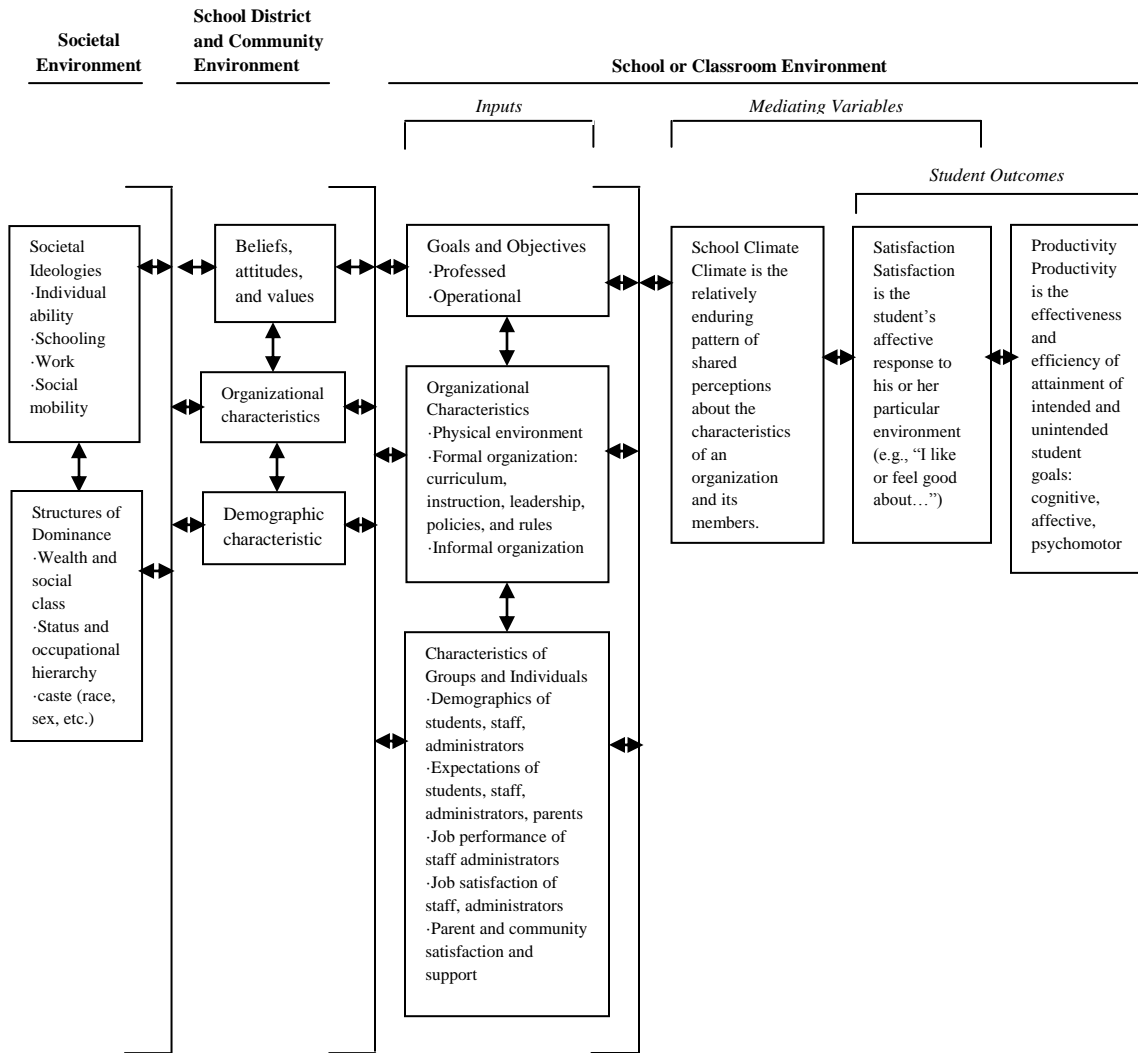 Societal
Environment
School District
and Community
Environment
School or Classroom Environment
Inputs
Mediating Variables
Student Outcomes
Societal
Ideologies
·Individual
ability
·Schooling
·Work
·Social
mobility
Structures of
Dominance
·Wealth and
social
class
·Status and
occupational
hierarchy
·caste (race,
sex, etc.)
Beliefs,
attitudes,
and values
Organizational
characteristics
Demographic
characteristic
Goals and Objectives
·Professed
·Operational
Organizational
Characteristics
·Physical environment
·Formal organization:
curriculum,
instruction, leadership,
policies, and rules
·Informal organization
Characteristics of
Groups and Individuals
·Demographics of
students, staff,
administrators
·Expectations of
students, staff,
administrators, parents
·Job performance of
staff administrators
·Job satisfaction of
staff, administrators
·Parent and community
satisfaction and
support
School Climate
Climate is the
relatively
enduring
pattern of
shared
perceptions
about the
characteristics
of an
organization
and its
members.
Satisfaction
Satisfaction
is the
student’s
affective
response to
his or her
particular
environment
(e.g., “I like
or feel good
about…”)
Productivity
Productivity
is the
effectiveness
and
efficiency of
attainment of
intended and
unintended
student
goals:
cognitive,
affective,
psychomotor